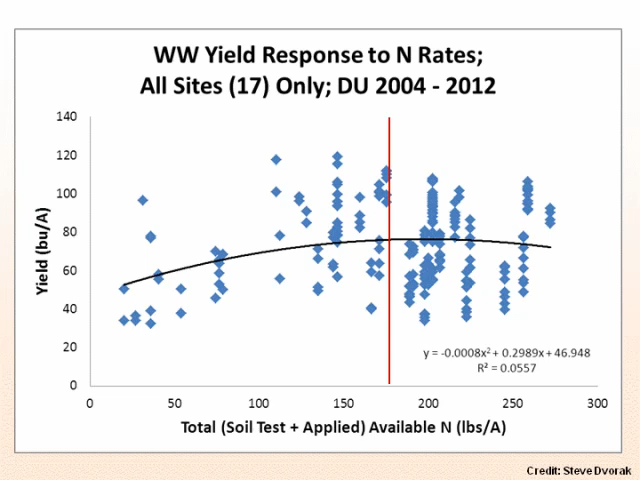 WW Yield Response to N Rates;
All Sites (17) Only; DU 2004 - 2012
140
120
100
80
60
40
20
0
Yield (bu/A)
y = -0.0008x² + 0.2989x + 46.948
R² = 0.0557
0 50 100 150 200 250 300
Total (Soil Test + Applied) Available N (lbs/A)
Credit: Steve Dvorak